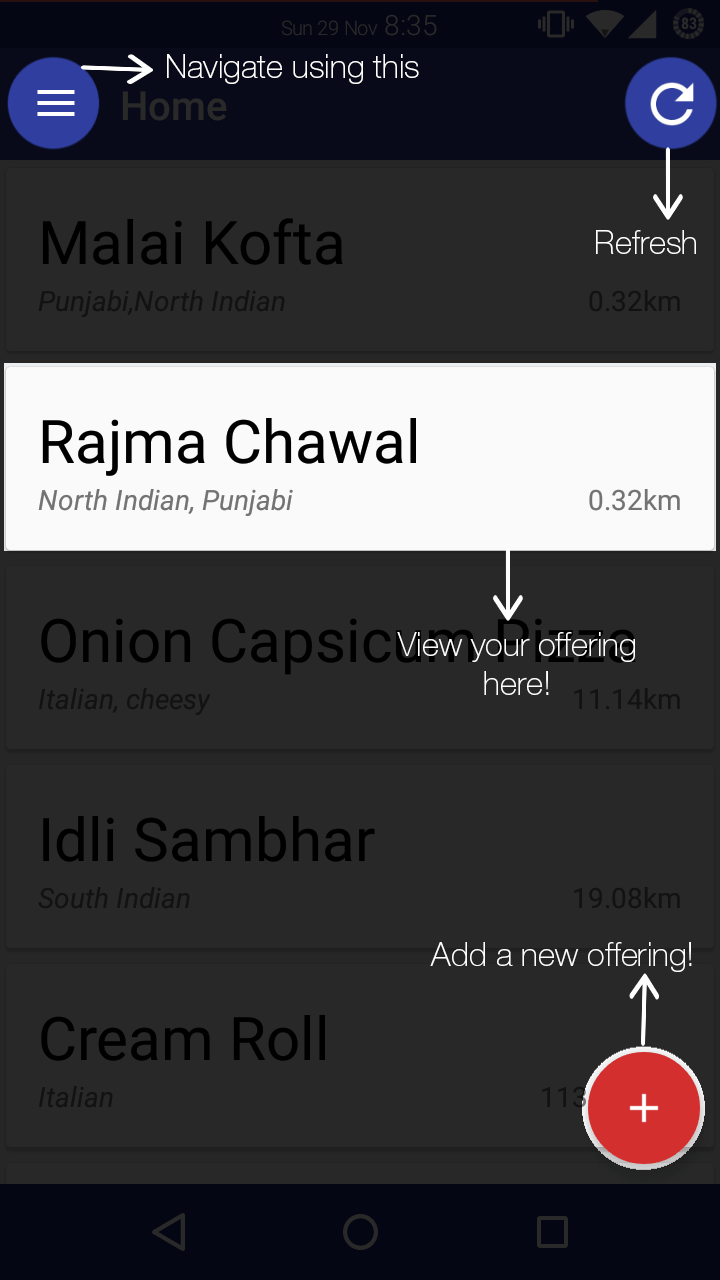 Sun 29 Nov 8:35
83
Navigate using this
Home
Refresh
Malai Kofta
Punjabi,North Indian 0.32km
Rajma Chawal
North Indian, Punjabi 0.32km
Onion Capsicum Pizza
View your offering
here!
Italian, cheesy 11.14km
Idli Sambhar
South Indian 19.08km
Add a new offering!
Cream Roll
Italian 113